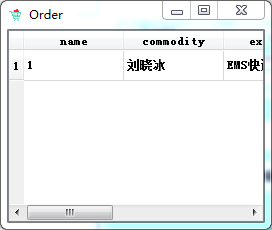 Order
name commodity ex
1 1 刘晓冰 EMS快